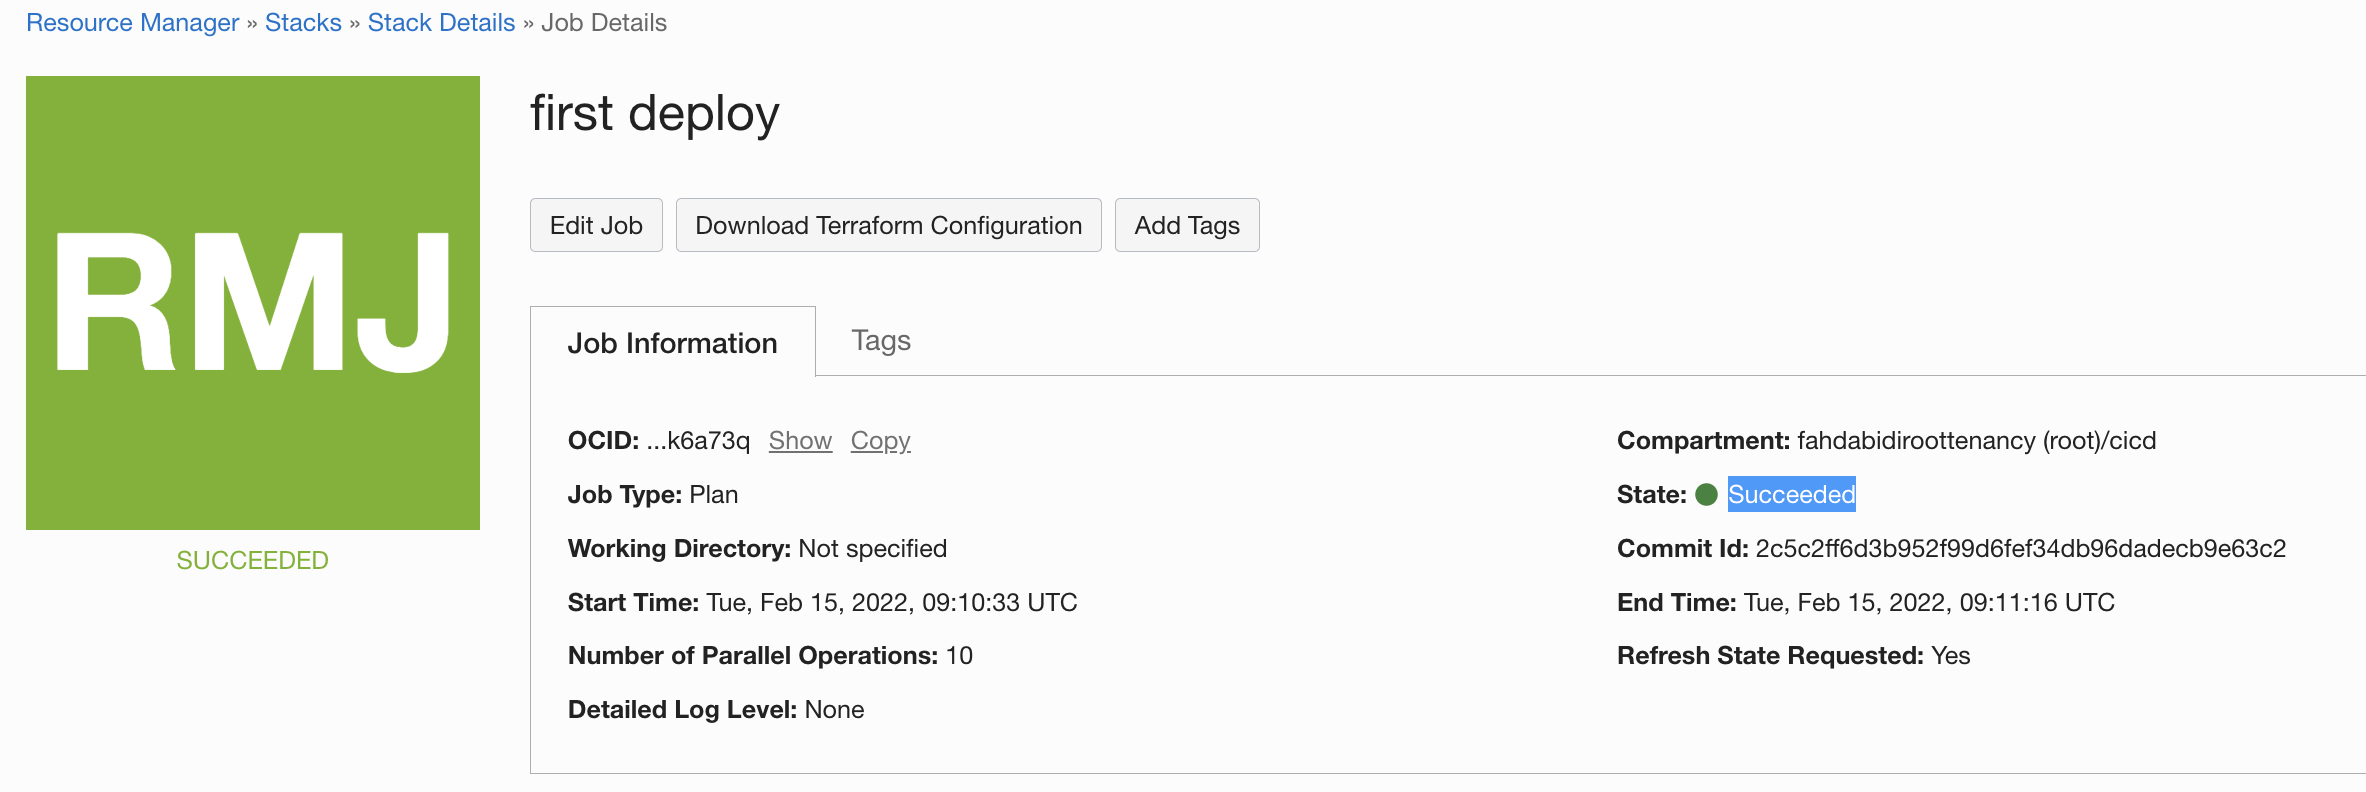 Resource Manager » Stacks » Stack Details » Job Details
RMJ
SUCCEEDED
first deploy
Edit Job Download Terraform Configuration Add Tags
Job Information Tags
OCID: ...k6a73q Show Copy
Job Type: Plan
Working Directory: Not specified
Start Time: Tue, Feb 15, 2022, 09:10:33 UTC
Number of Parallel Operations: 10
Detailed Log Level: None
Compartment: fahdabidiroottenancy (root)/cicd
State: Succeeded
Commit Id: 2c5c2ff6d3b952f99d6fef34db96dadecb9e63c2
End Time: Tue, Feb 15, 2022, 09:11:16 UTC
Refresh State Requested: Yes